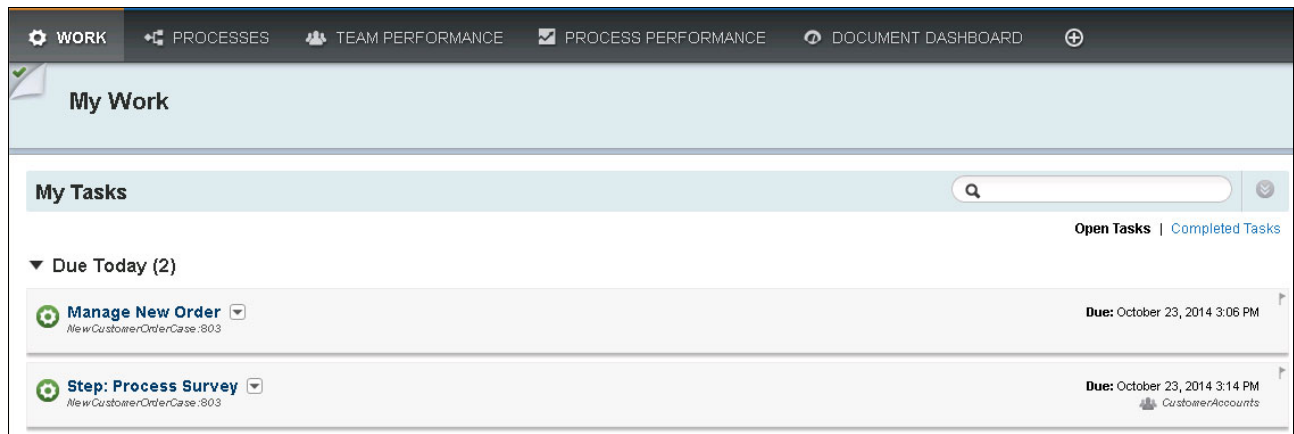 WORK PROCESSES TEAM PERFORMANCE PROCESS PERFORMANCE DOCUMENT DASHBOARD
My Work
My Tasks
Open Tasks | Completed Tasks
Due Today (2)
Manage New Order Due: October 23, 2014 3:06 PM
NewCustomerOrderCase:803
Step: Process Survey Due: October 23, 2014 3:14 PM
NewCustomerOrderCase:803 CustomerAccounts